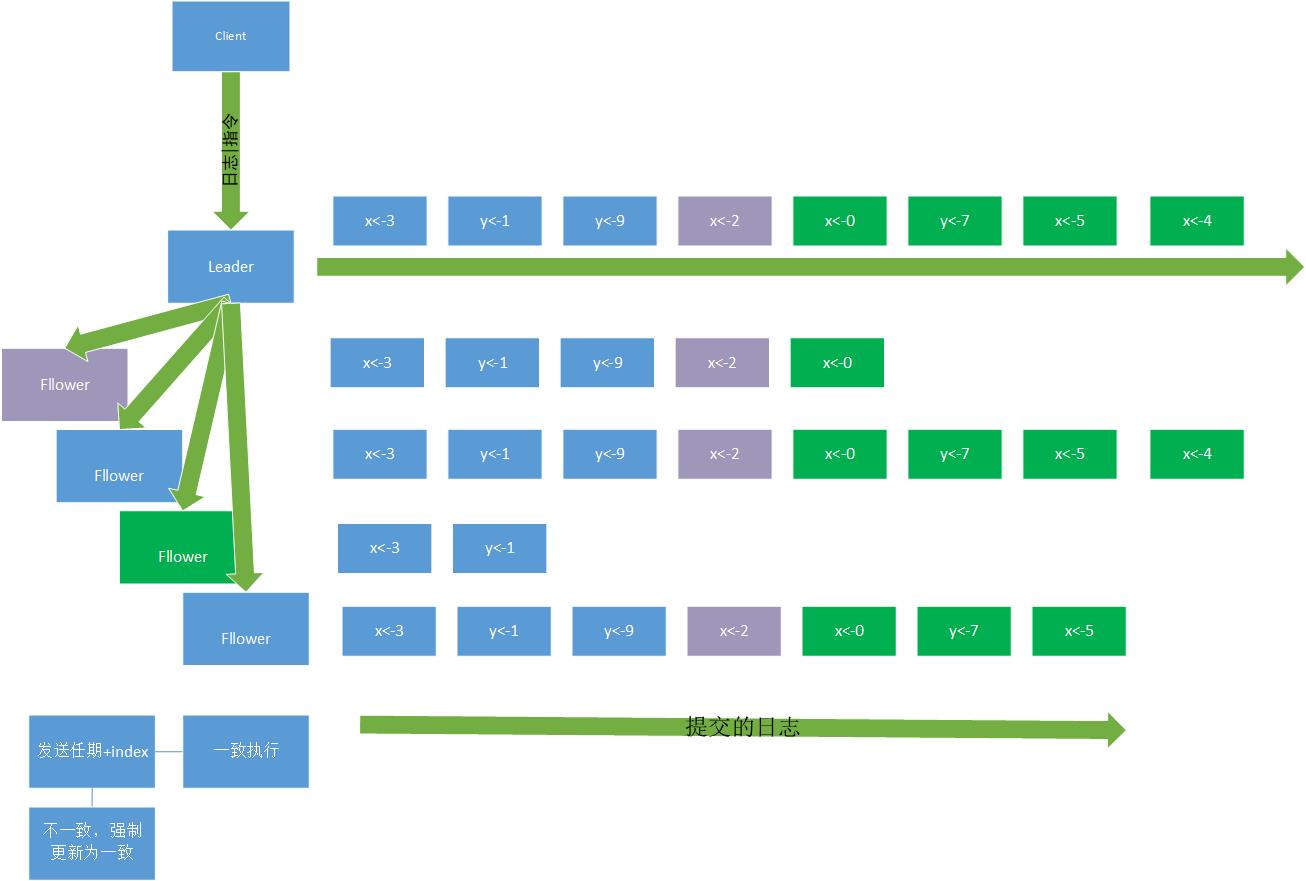 Client
日志|指令
Leader
x<-3 y<-1 y<-9 x<-2 x<-0 y<-7 x<-5 x<-4
Fllower
x<-3 y<-1 y<-9 x<-2 x<-0
Fllower
x<-3 y<-1 y<-9 x<-2 x<-0 y<-7 x<-5 x<-4
Fllower
x<-3 y<-1
Fllower
x<-3 y<-1 y<-9 x<-2 x<-0 y<-7 x<-5
提交的日志
发送任期+index
一致执行
不一致，强制
更新为一致